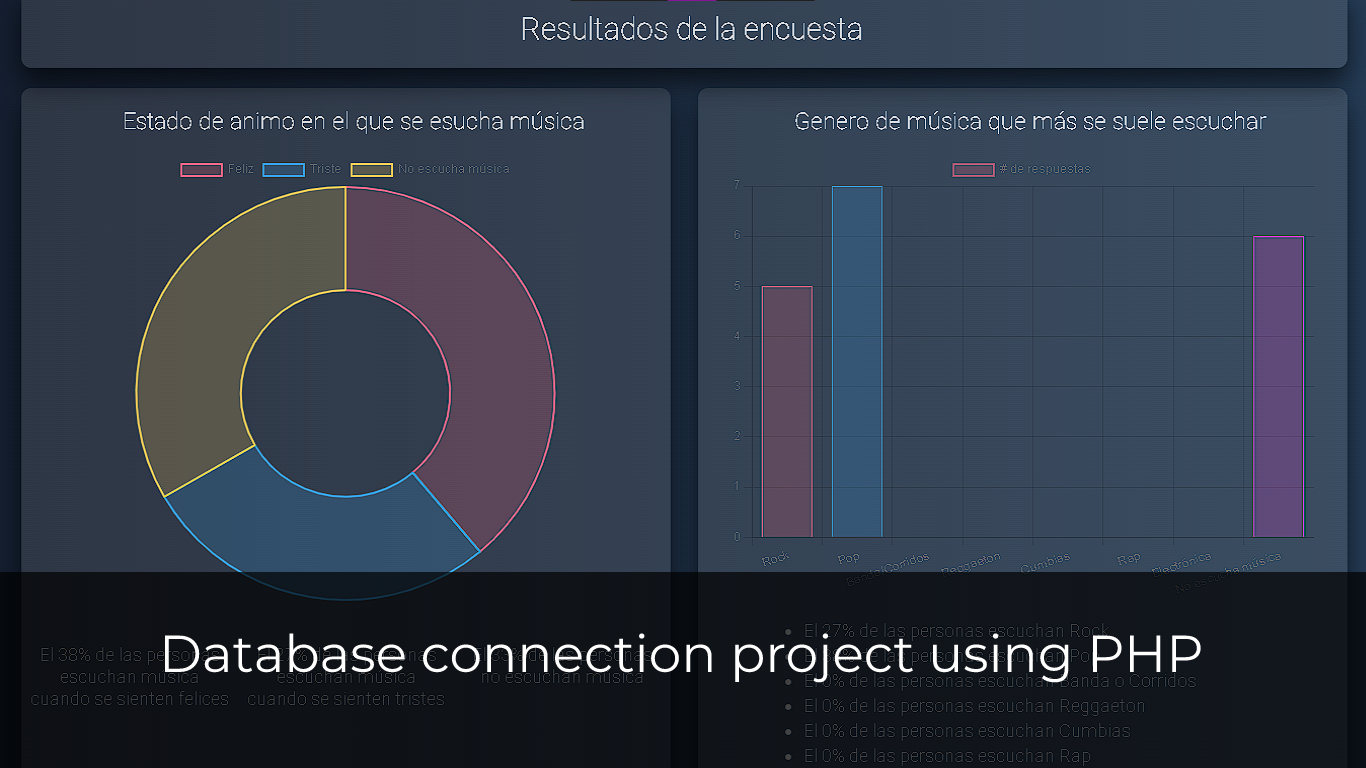 Resultados de la encuesta
Estado de animo en el que se esucha música
Feliz Triste No escucha música
Genero de música que más se suele escuchar
# de respuestas
7
6
5
4
3
2
1
0
Rock Pop Banda/Corridos Reggaeton Cumbias Rap Electronica No escucha música
Database connection project using PHP
El 38% de las personas
escuchan música
cuando se sienten felices
escuchan música
cuando se sienten tristes
no escuchan música
El 27% de las personas escuchan Rock
El 0% de las personas escuchan Banda o Corridos
El 0% de las personas escuchan Reggaeton
El 0% de las personas escuchan Cumbias
El 0% de las personas escuchan Rap